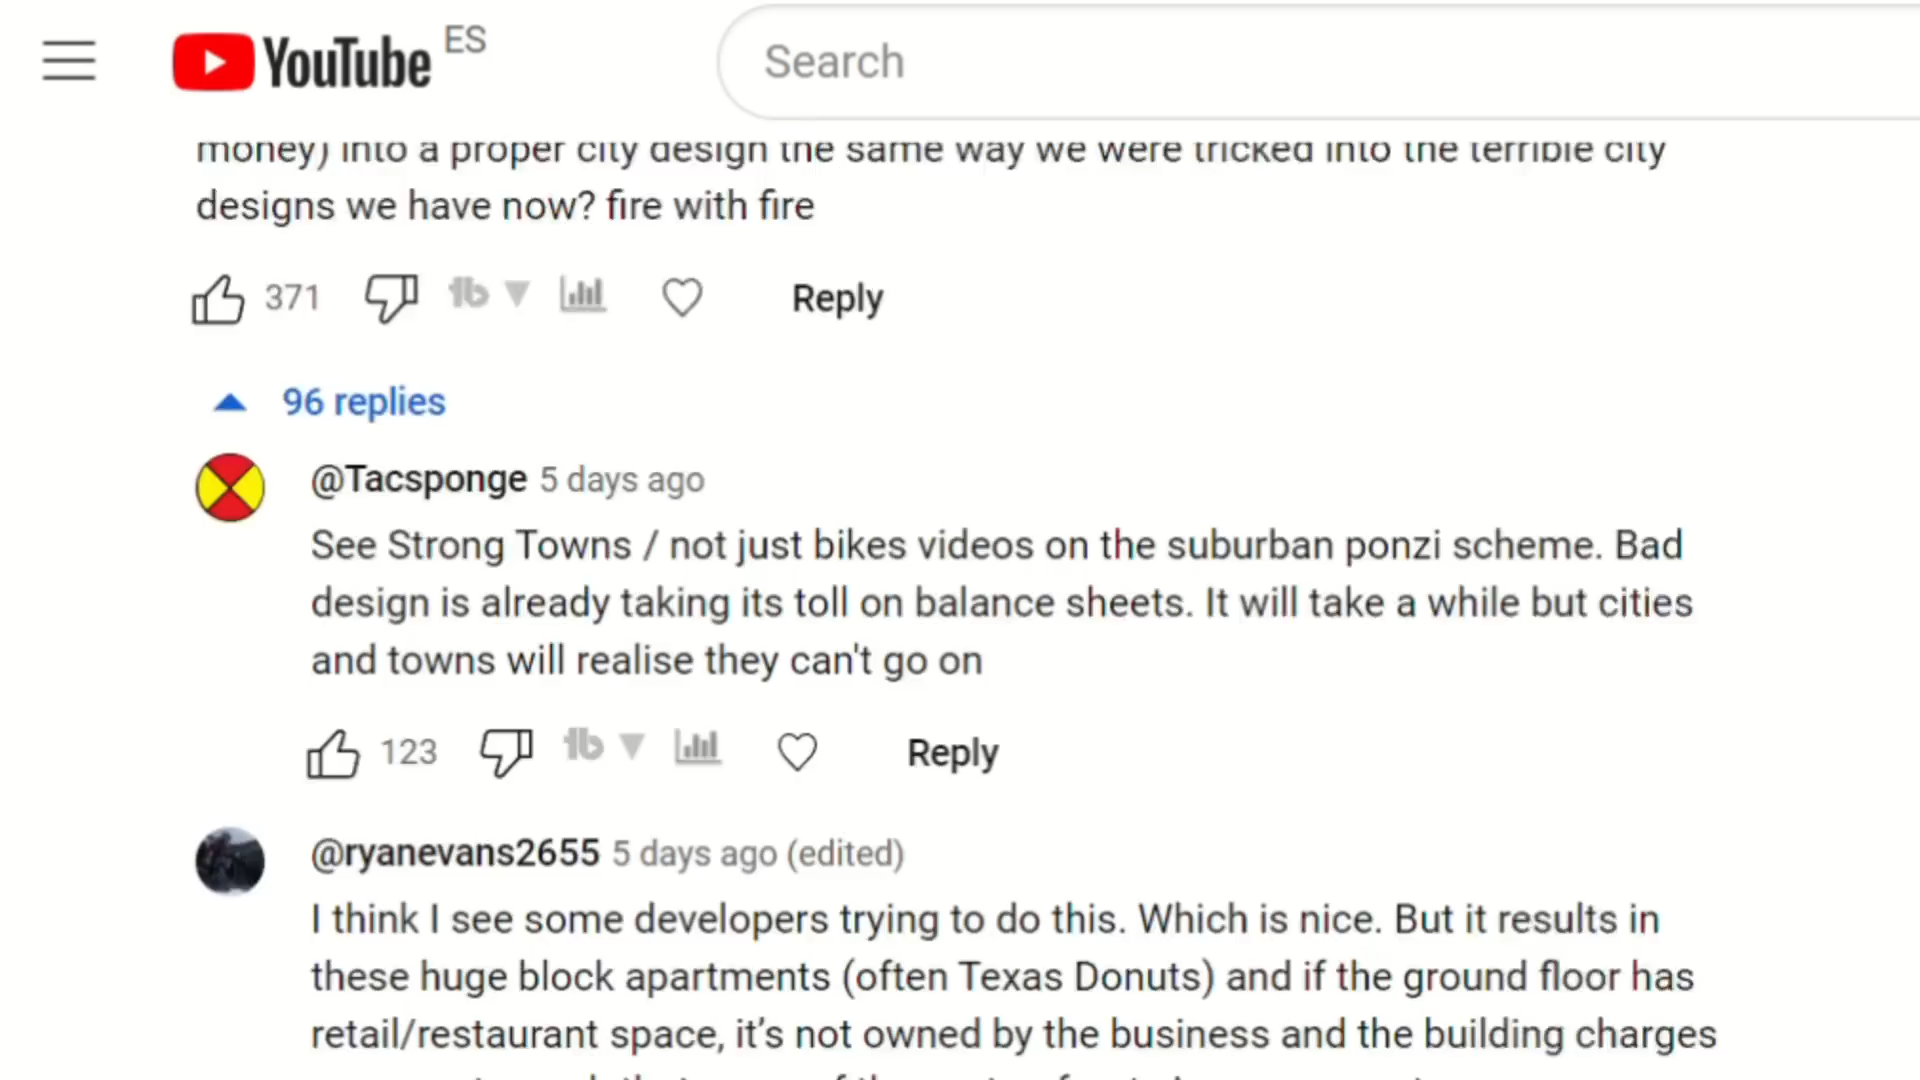 YouTube ES
Search
money) into a proper city design the same way we were tricked into the terrible city
designs we have now? fire with fire
371
Reply
96 replies
@Tacsponge 5 days ago
See Strong Towns / not just bikes videos on the suburban ponzi scheme. Bad
design is already taking its toll on balance sheets. It will take a while but cities
and towns will realise they can't go on
123
Reply
@ryanevans2655 5 days ago (edited)
I think I see some developers trying to do this. Which is nice. But it results in
these huge block apartments (often Texas Donuts) and if the ground floor has
retail/restaurant space, it’s not owned by the business and the building charges